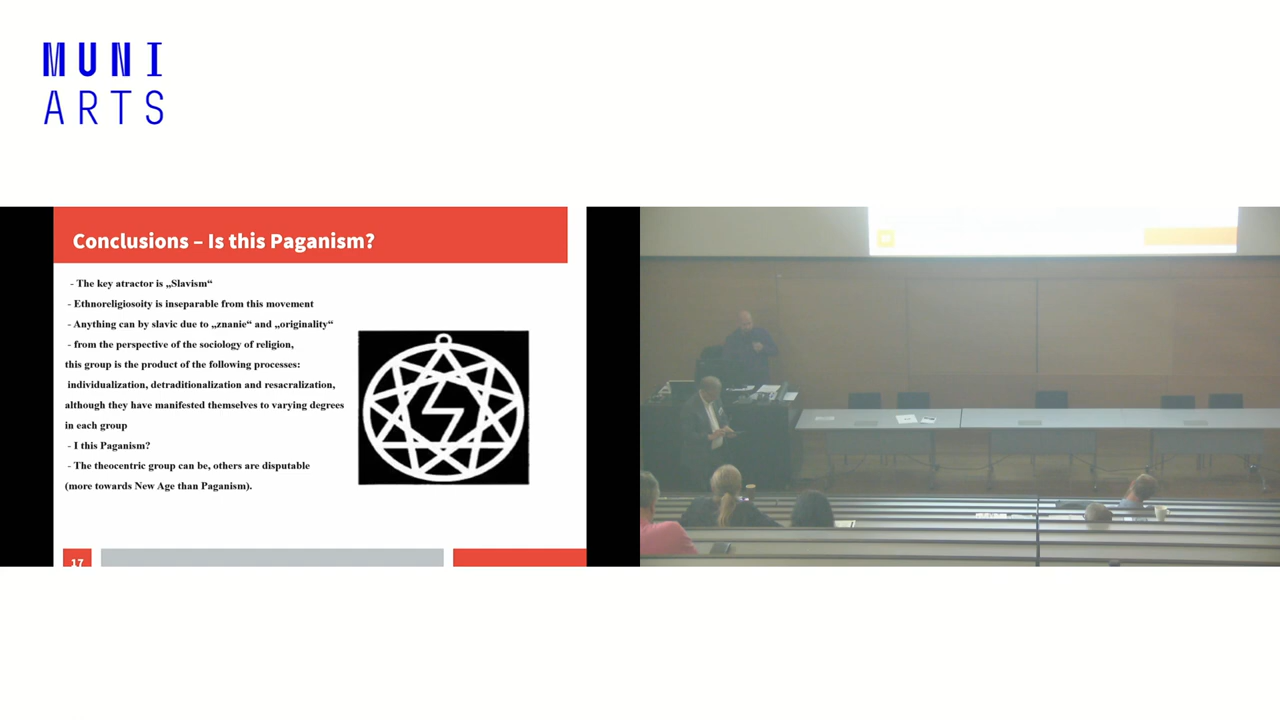 MUNI
ARTS
Conclusions – Is this Paganism?
- The key atractor is „Slavism“
- Ethnoreligiosoity is inseparable from this movement
- Anything can by slavic due to „znanie“ and „originality“
- from the perspective of the sociology of religion,
this group is the product of the following processes:
individualization, detraditionalization and resacralization,
although they have manifested themselves to varying degrees
in each group
- I this Paganism?
- The theocentric group can be, others are disputable
(more towards New Age than Paganism).
17